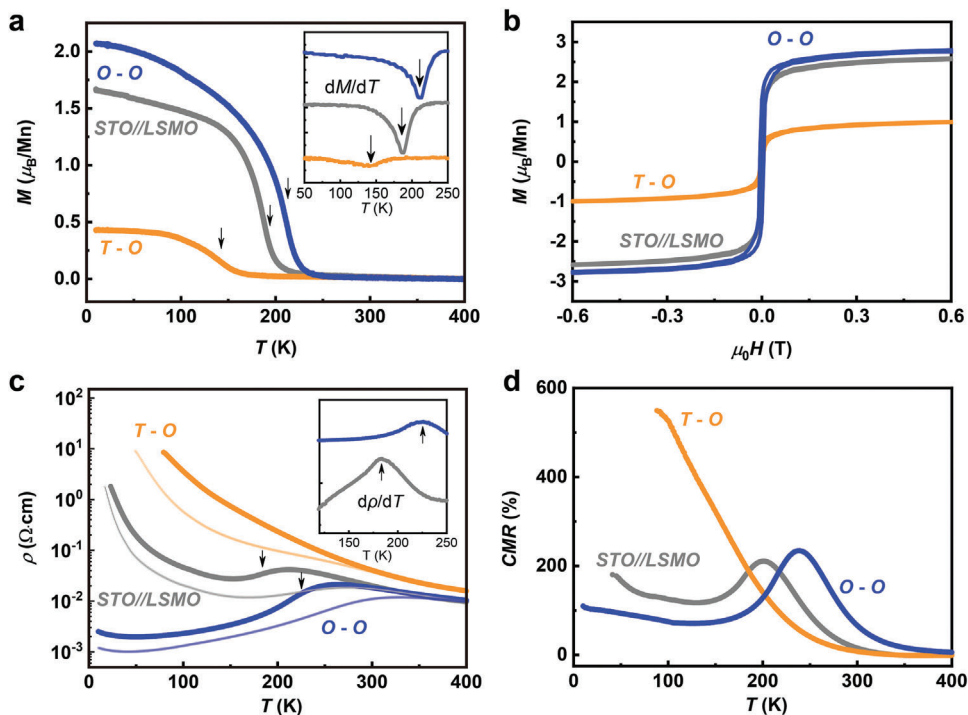 a
M (μB/Mn)
2.0
1.5
1.0
0.5
0.0
O - O
STO//LSMO
T - O
dM/dT
50 150 200 250
T (K)
0 100 200 300 400
T (K)
b
M (μB/Mn)
3
2
1
0
-1
-2
-3
O - O
T - O
STO//LSMO
-0.6 -0.3 0.0 0.3 0.6
μ0H (T)
c
ρ (Ω·cm)
10²
10¹
10⁰
10⁻¹
10⁻²
10⁻³
T - O
STO//LSMO
O - O
dρ/dT
150 200 250
T (K)
0 100 200 300 400
T (K)
d
CMR (%)
600
400
200
0
T - O
STO//LSMO
O - O
0 100 200 300 400
T (K)